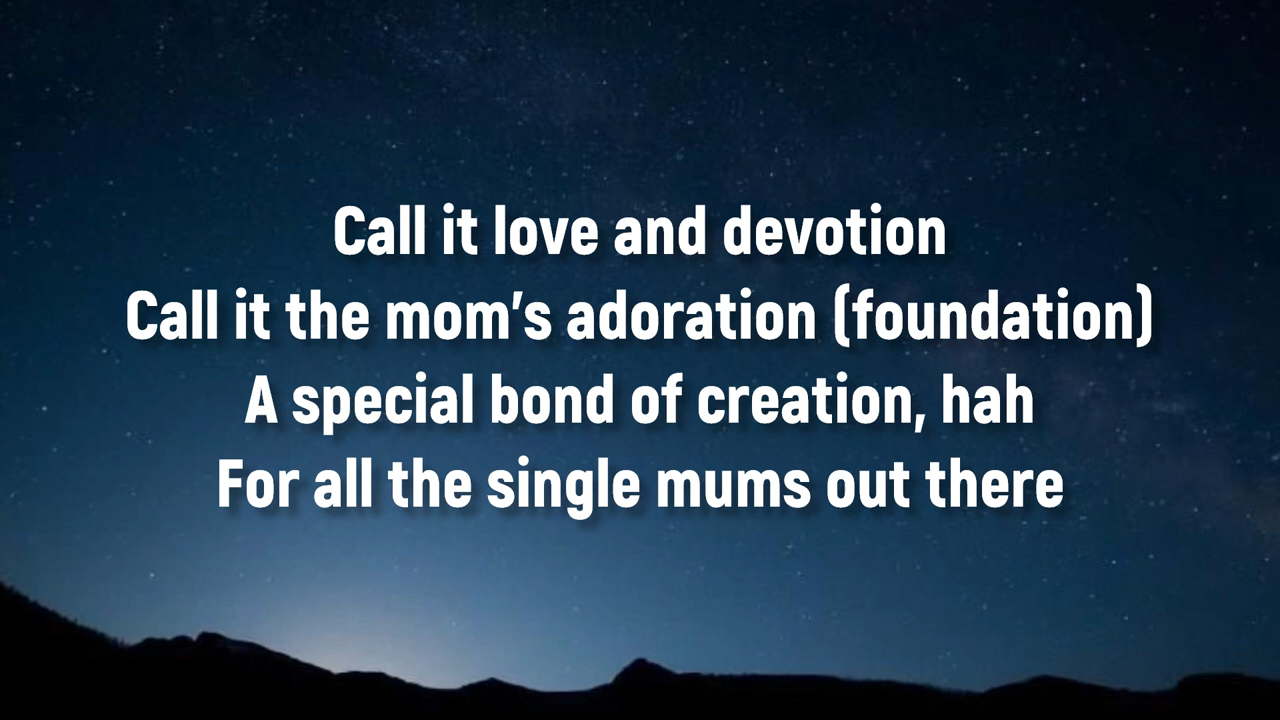 Call it love and devotion
Call it the mom's adoration (foundation)
A special bond of creation, hah
For all the single mums out there